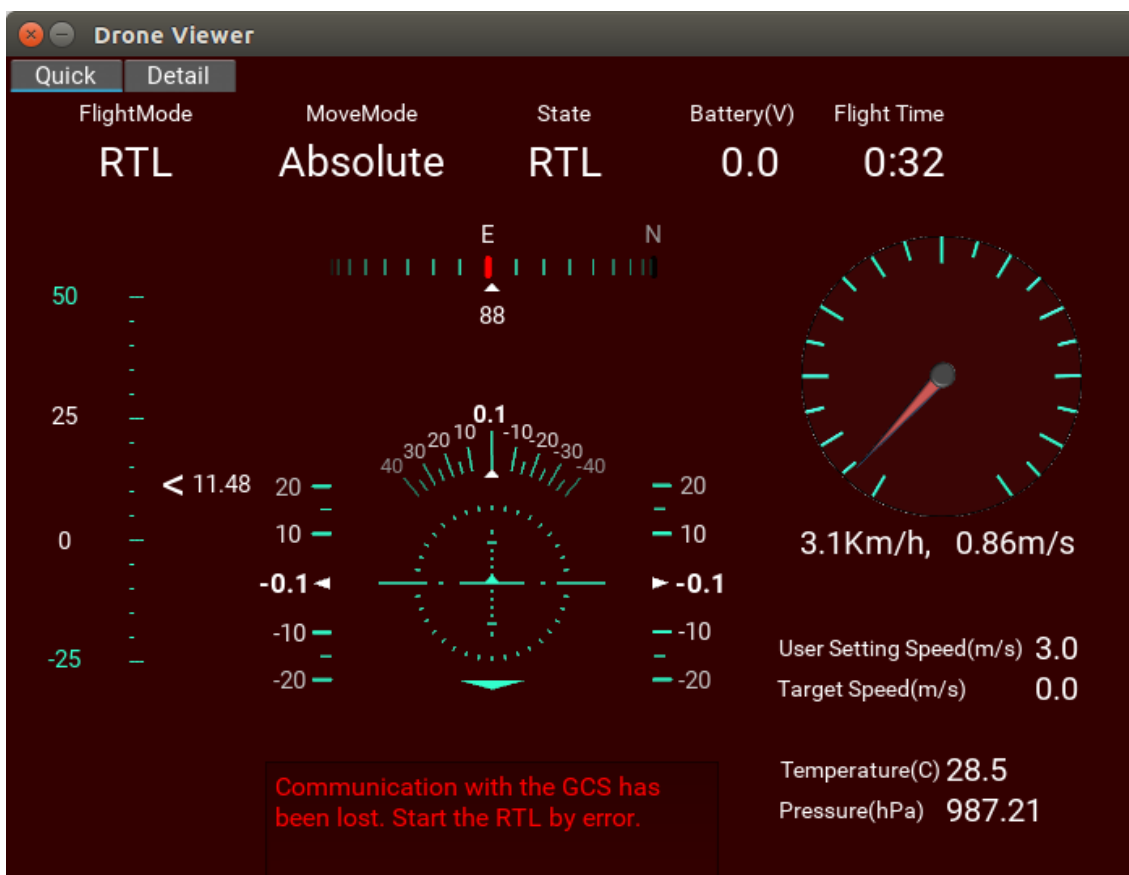 Drone Viewer
Quick Detail
FlightMode MoveMode State Battery(V) Flight Time
RTL Absolute RTL 0.0 0:32
E N
88
50
25
0
-25
< 11.48
0.1
40 30 20 10 -10 -20 -30 -40
20 20
10 10
-0.1 -0.1
-10 -10
-20 -20
3.1Km/h, 0.86m/s
User Setting Speed(m/s) 3.0
Target Speed(m/s) 0.0
Temperature(C) 28.5
Pressure(hPa) 987.21
Communication with the GCS has
been lost. Start the RTL by error.